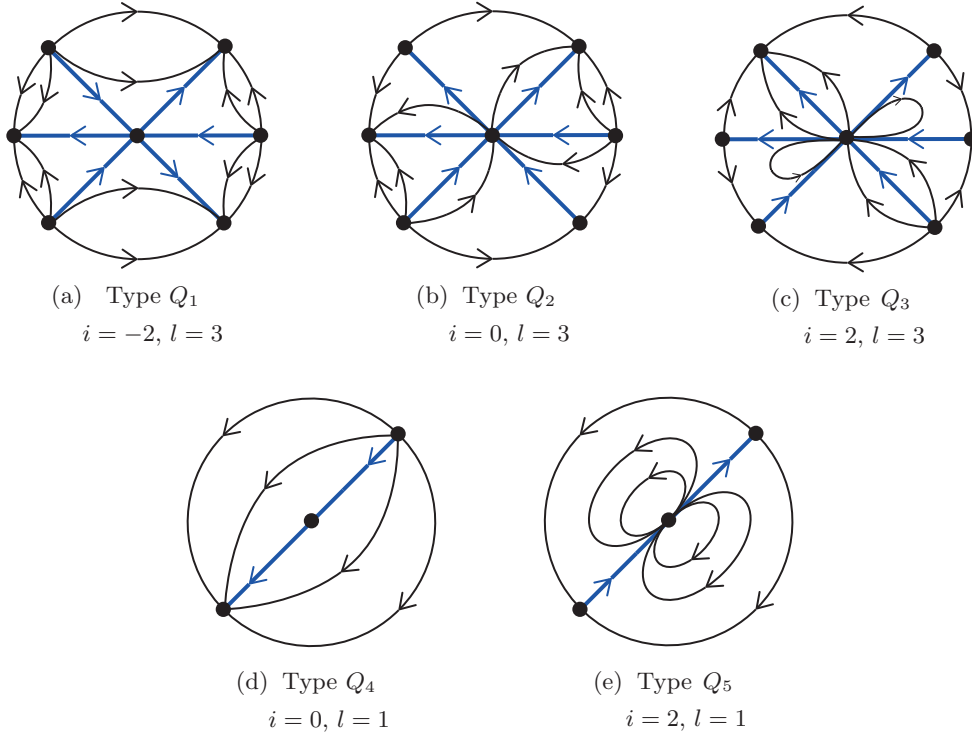 (a) Type Q₁
i = −2, l = 3
(b) Type Q₂
i = 0, l = 3
(c) Type Q₃
i = 2, l = 3
(d) Type Q₄
i = 0, l = 1
(e) Type Q₅
i = 2, l = 1